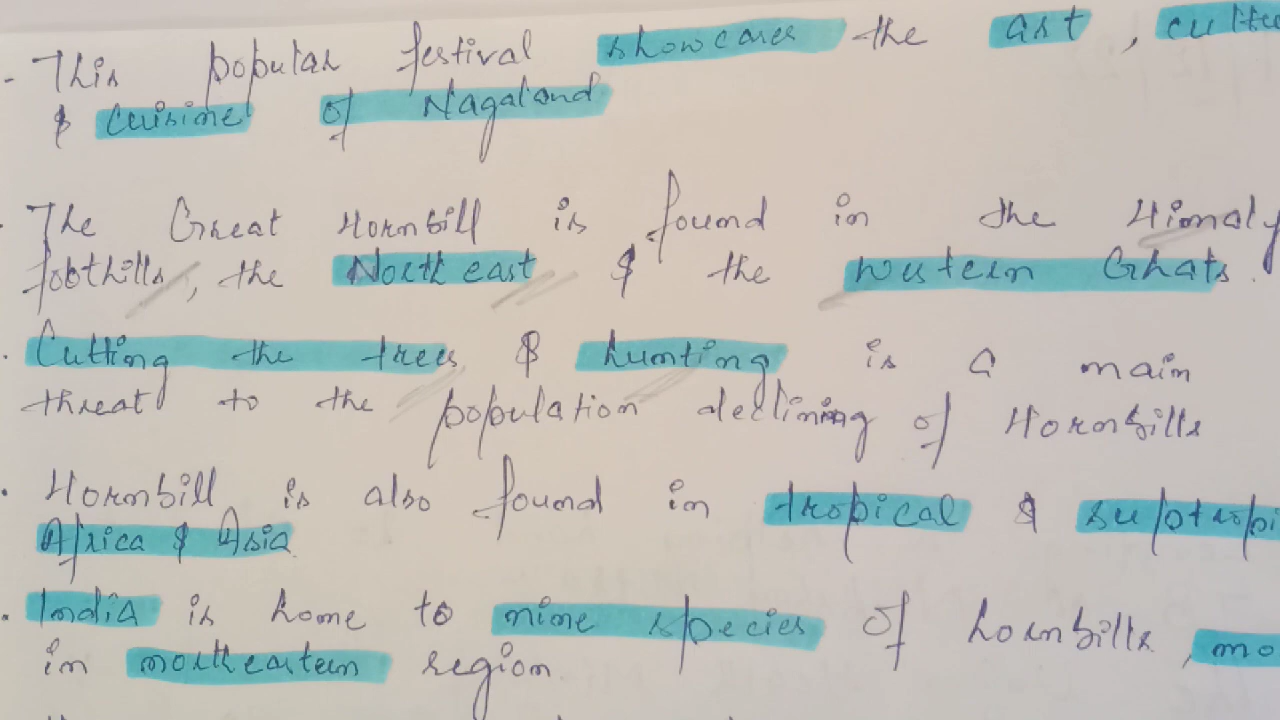 - This popular festival showcases the art, cultu
& cuisine of Nagaland
. The Great Hornbill is found in the Himaly
foothills, the North east & the western Ghats.
. Cutting the trees & hunting is a main
threat to the population declining of Hornbills
. Hornbill is also found in tropical & suptropi
Africa & Asia
. India is home to nine species of hornbills, mo
in northeastern region